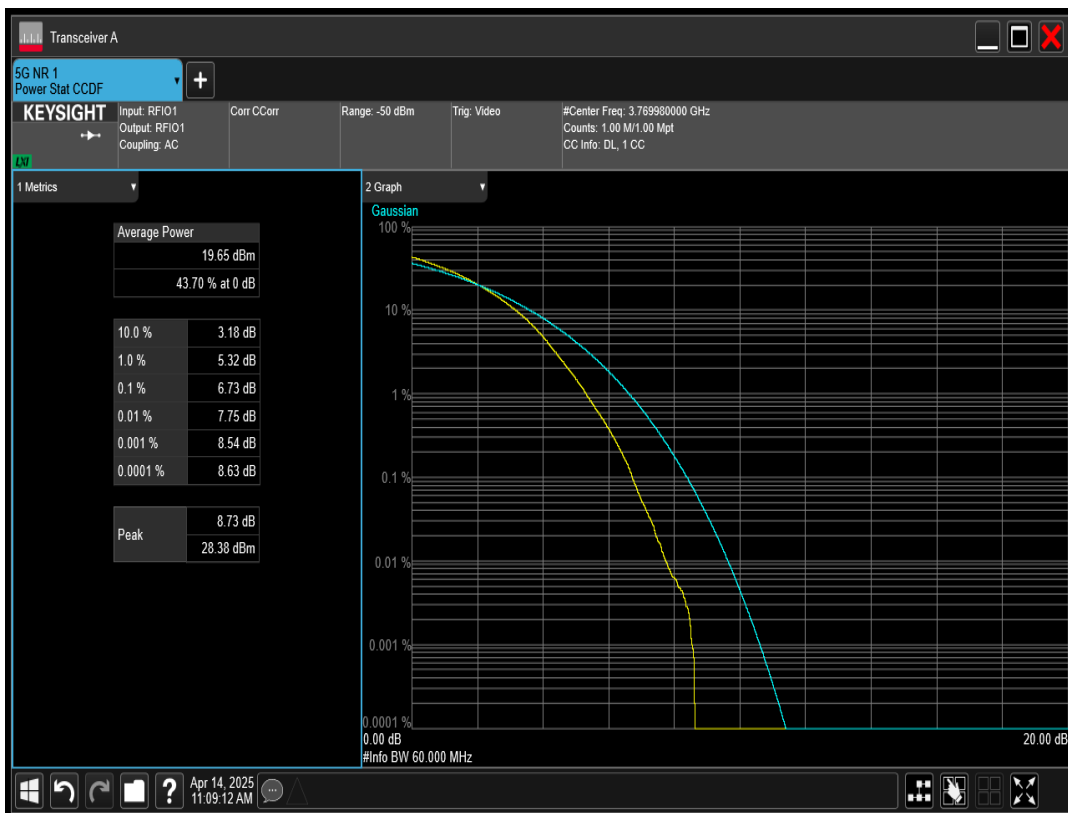 Transceiver A
5G NR 1
Power Stat CCDF
+
KEYSIGHT
LXI
Input: RFIO1
Output: RFIO1
Coupling: AC
Corr CCorr
Range: -50 dBm
Trig: Video
#Center Freq: 3.769980000 GHz
Counts: 1.00 M/1.00 Mpt
CC Info: DL, 1 CC
1 Metrics
Average Power
19.65 dBm
43.70 % at 0 dB
10.0 % 3.18 dB
1.0 % 5.32 dB
0.1 % 6.73 dB
0.01 % 7.75 dB
0.001 % 8.54 dB
0.0001 % 8.63 dB
Peak
8.73 dB
28.38 dBm
2 Graph
Gaussian
100 %
10 %
1 %
0.1 %
0.01 %
0.001 %
0.0001 %
0.00 dB 20.00 dB
#Info BW 60.000 MHz
?
Apr 14, 2025
11:09:12 AM